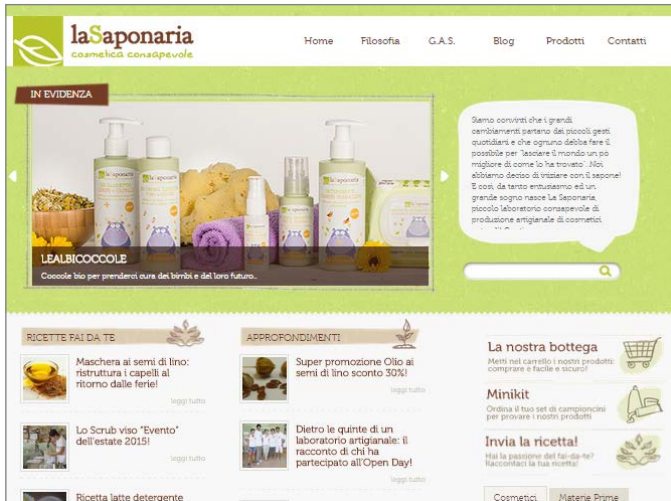 laSaponaria
cosmetica consapevole
Home Filosofia G.A.S. Blog Prodotti Contatti
IN EVIDENZA
LEALBICOCCOLE
Coccole bio per prenderci cura dei bimbi e del loro futuro..
Siamo convinti che i grandi
cambiamenti partano dai piccoli gesti
quotidiani e che ognuno debba fare il
possibile per "lasciare il mondo un pò
migliore di come lo ha trovato"...Noi
abbiamo deciso di iniziare con il sapone!
E così, da tanto entusiasmo ed un
grande sogno nasce La Saponaria,
piccolo laboratorio consapevole di
produzione artigianale di cosmetici
RICETTE FAI DA TE
Maschera ai semi di lino:
ristruttura i capelli al
ritorno dalle ferie!
leggi tutto
Lo Scrub viso "Evento"
dell'estate 2015!
leggi tutto
Ricetta latte detergente
APPROFONDIMENTI
Super promozione Olio ai
semi di lino sconto 30%!
leggi tutto
Dietro le quinte di un
laboratorio artigianale: il
racconto di chi ha
partecipato all'Open Day!
leggi tutto
La nostra bottega
Metti nel carrello i nostri prodotti:
comprare è facile e sicuro!
Minikit
Ordina il tuo set di campioncini
per provare i nostri prodotti
Invia la ricetta!
Hai la passione del fai-da-te?
Raccontaci la tua ricetta!
Cosmetici Materie Prime